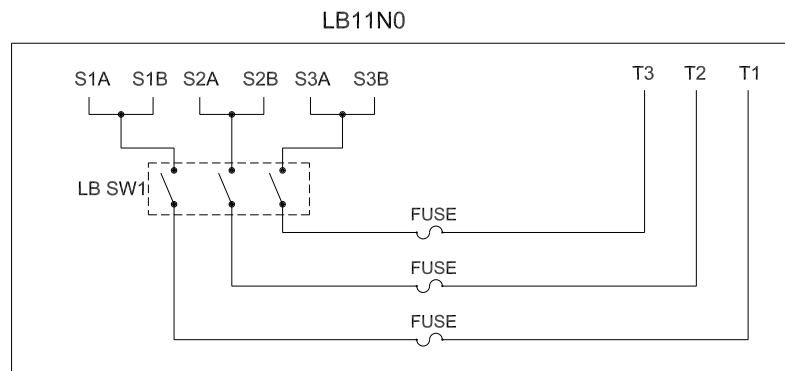 LB11N0
S1A S1B S2A S2B S3A S3B T3 T2 T1
LB SW1
FUSE
FUSE
FUSE